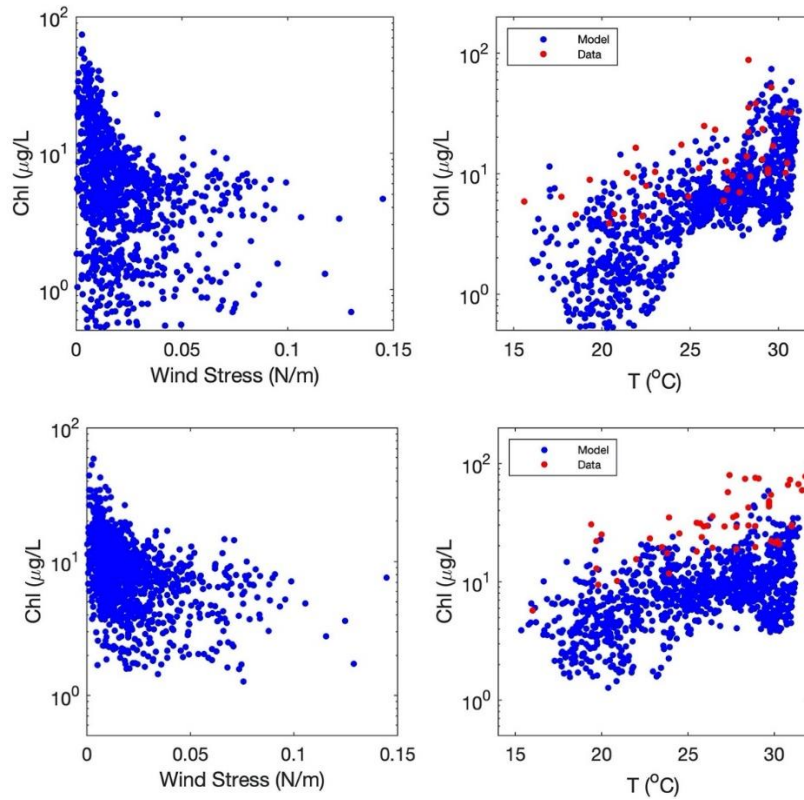 10^2
10^1
10^0
Chl (μg/L
0
0.05
0.1
0.15
Wind Stress (N/m)
Model
Data
10^2
10^1
10^0
Chl (μg/L
15
20
25
30
T (°C)
10^2
10^1
10^0
Chl (μg/L
0
0.05
0.1
0.15
Wind Stress (N/m)
Model
Data
10^2
10^1
10^0
Chl (μg/L
15
20
25
30
T (°C)